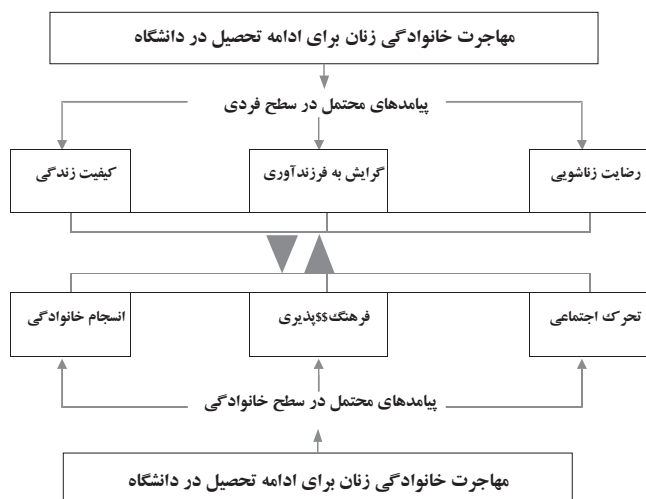 مهاجرت خانوادگی زنان برای ادامه تحصیل در دانشگاه
پیامدهای محتمل در سطح فردی
رضایت زناشویی
گرایش به فرزندآوری
کیفیت زندگی
تحرک اجتماعی
فرهنگ$$پذیری
انسجام خانوادگی
پیامدهای محتمل در سطح خانوادگی
مهاجرت خانوادگی زنان برای ادامه تحصیل در دانشگاه